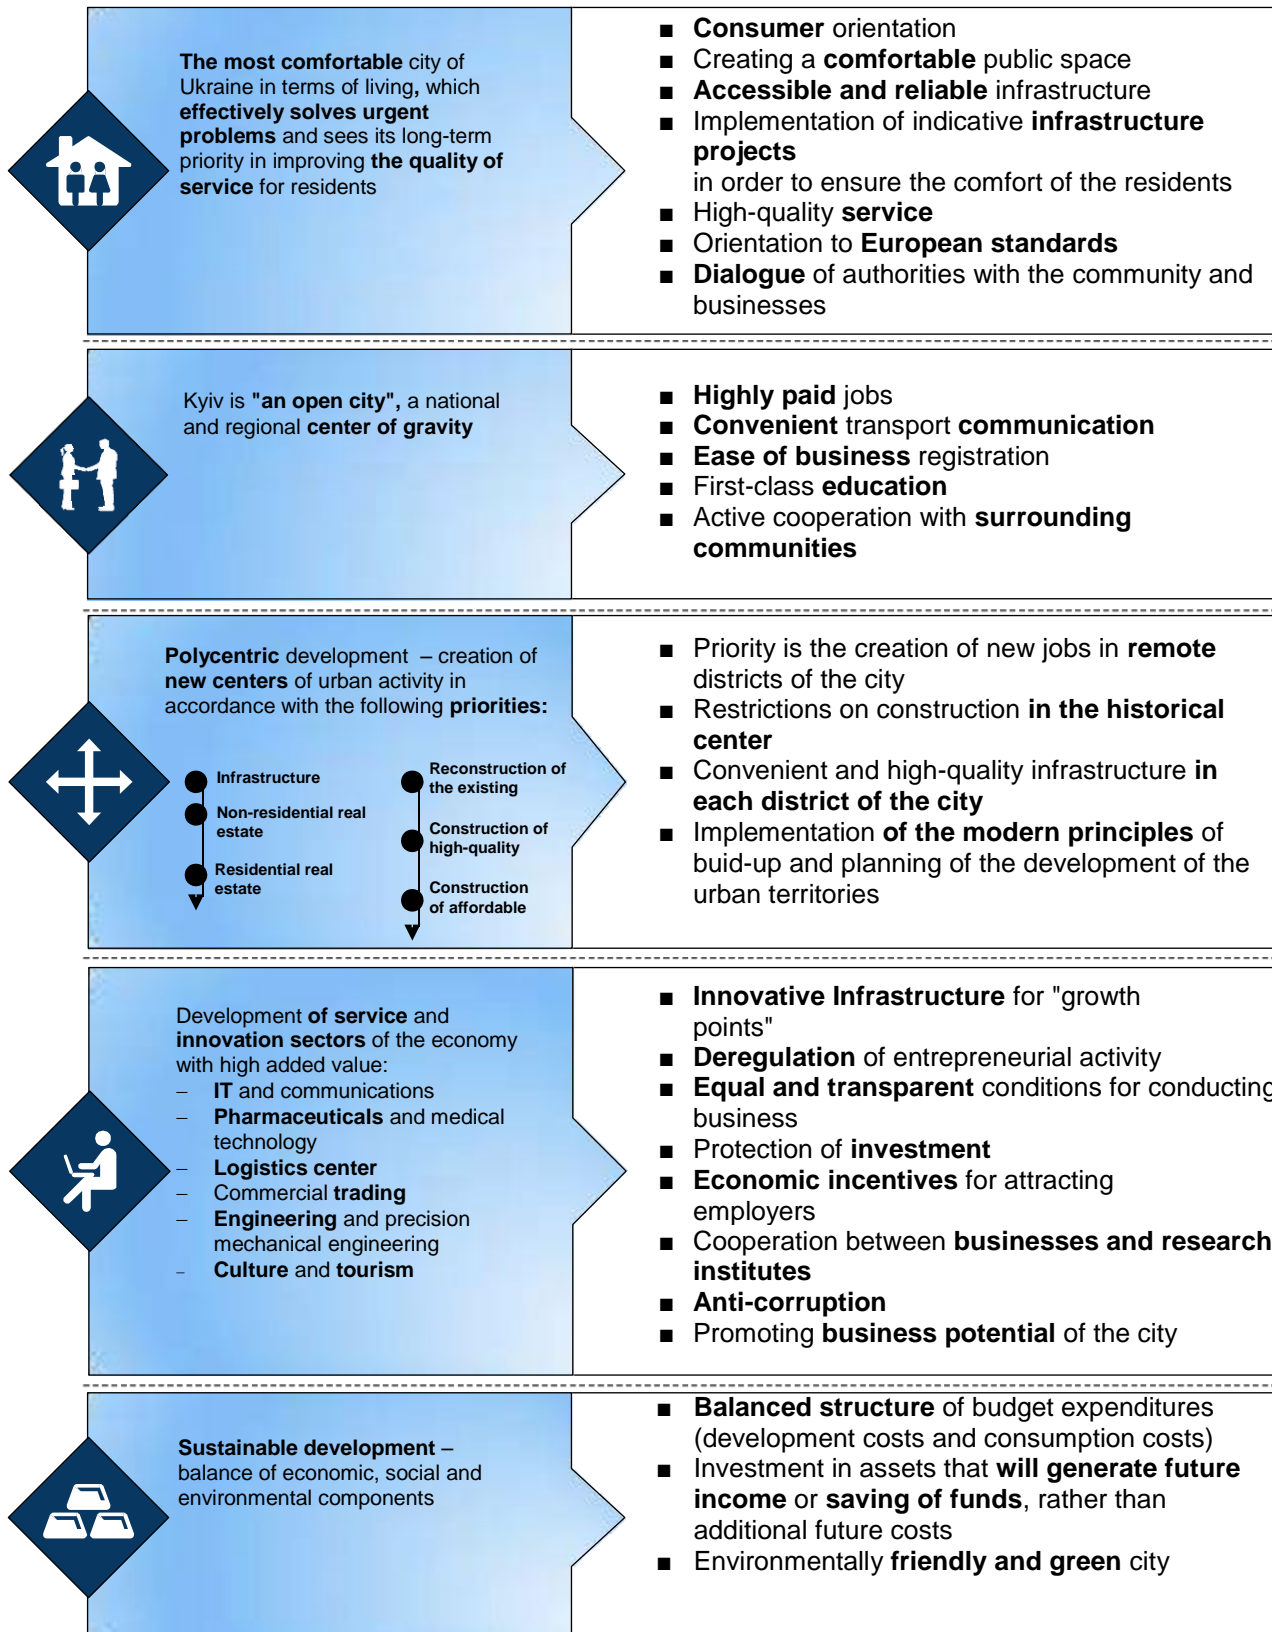 The most comfortable city of
Ukraine in terms of living, which
effectively solves urgent
problems and sees its long-term
priority in improving the quality of
service for residents
■ Consumer orientation
■ Creating a comfortable public space
■ Accessible and reliable infrastructure
■ Implementation of indicative infrastructure
projects
in order to ensure the comfort of the residents
■ High-quality service
■ Orientation to European standards
■ Dialogue of authorities with the community and
businesses
Kyiv is "an open city", a national
and regional center of gravity
■ Highly paid jobs
■ Convenient transport communication
■ Ease of business registration
■ First-class education
■ Active cooperation with surrounding
communities
Polycentric development – creation of
new centers of urban activity in
accordance with the following priorities:
Infrastructure
Non-residential real
estate
Residential real
estate
Reconstruction of
the existing
Construction of
high-quality
Construction
of affordable
■ Priority is the creation of new jobs in remote
districts of the city
■ Restrictions on construction in the historical
center
■ Convenient and high-quality infrastructure in
each district of the city
■ Implementation of the modern principles of
buid-up and planning of the development of the
urban territories
Development of service and
innovation sectors of the economy
with high added value:
– IT and communications
– Pharmaceuticals and medical
technology
– Logistics center
– Commercial trading
– Engineering and precision
mechanical engineering
– Culture and tourism
■ Innovative Infrastructure for "growth
points"
■ Deregulation of entrepreneurial activity
■ Equal and transparent conditions for conducting
business
■ Protection of investment
■ Economic incentives for attracting
employers
■ Cooperation between businesses and research
institutes
■ Anti-corruption
■ Promoting business potential of the city
Sustainable development –
balance of economic, social and
environmental components
■ Balanced structure of budget expenditures
(development costs and consumption costs)
■ Investment in assets that will generate future
income or saving of funds, rather than
additional future costs
■ Environmentally friendly and green city